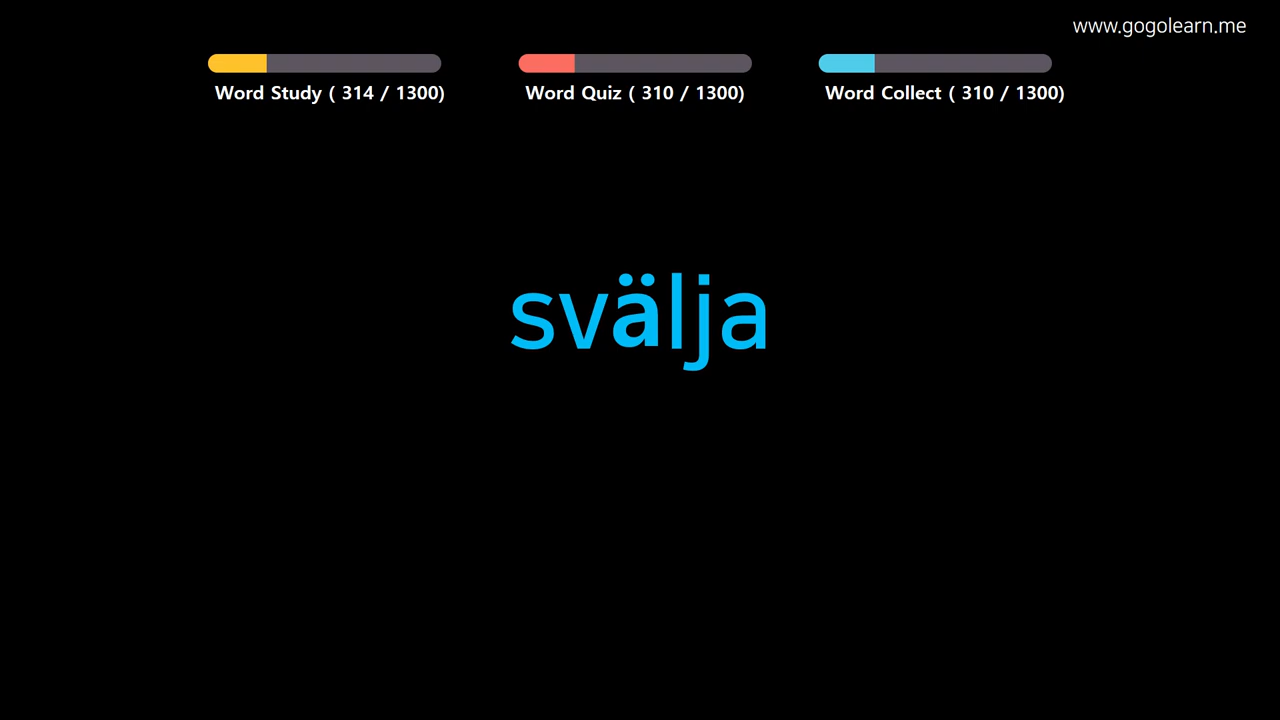 www.gogolearn.me
Word Study ( 314 / 1300)
Word Quiz ( 310 / 1300)
Word Collect ( 310 / 1300)
svälja